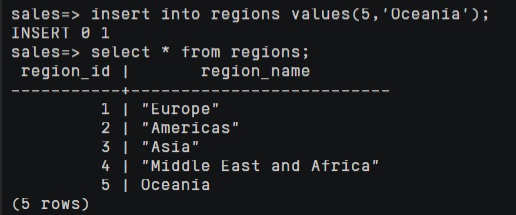 sales=> insert into regions values(5,'Oceania');
INSERT 0 1
sales=> select * from regions;
 region_id |       region_name
-----------+--------------------------
         1 | "Europe"
         2 | "Americas"
         3 | "Asia"
         4 | "Middle East and Africa"
         5 | Oceania
(5 rows)